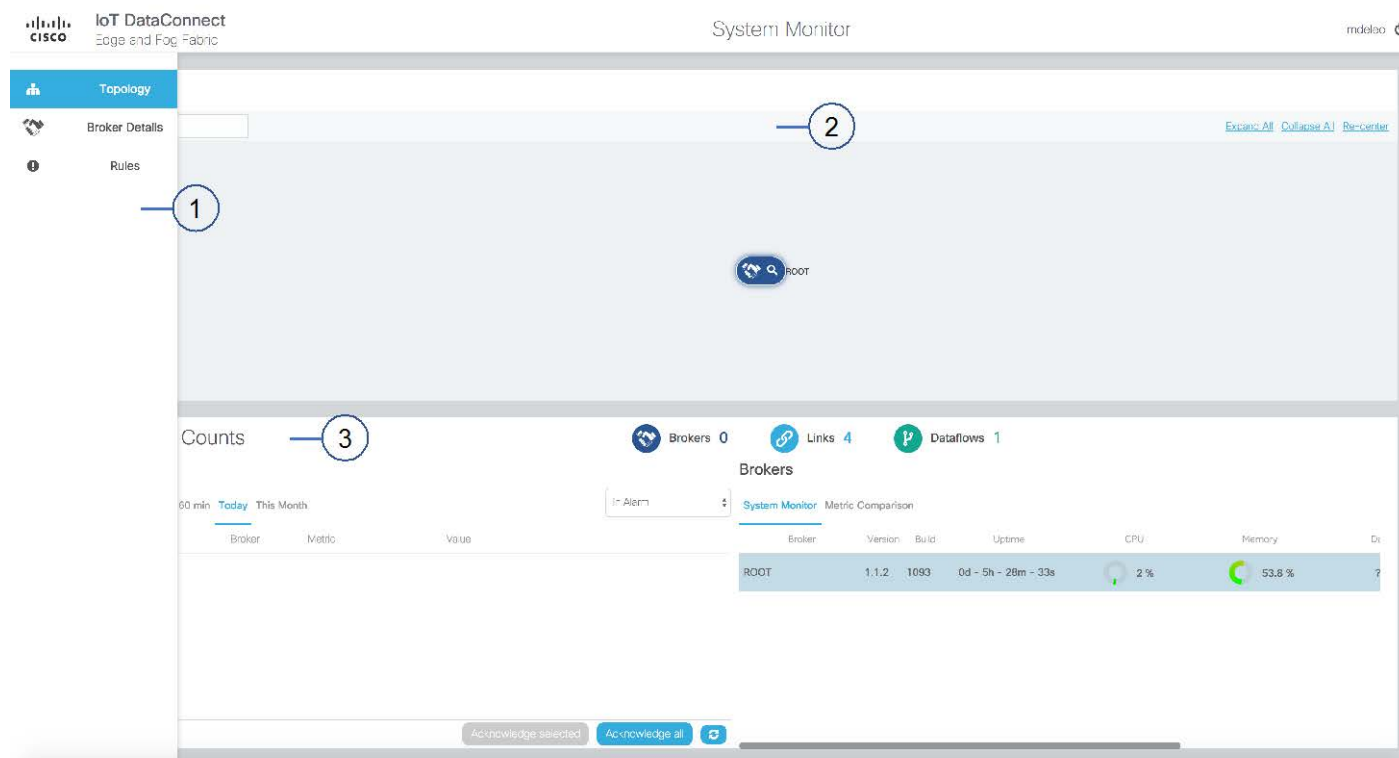 cisco
IoT DataConnect
Edge and Fog Fabric
System Monitor
mdeleo
Topology
Broker Details
Rules
1
2
Expand All Collapse All Re-center
ROOT
Counts
3
Brokers 0
Links 4
Dataflows 1
Brokers
60 min Today This Month
In Alarm
System Monitor Metric Comparison
Broker Metric Value
Broker Version Build Uptime CPU Memory
ROOT 1.1.2 1093 0d - 5h - 28m - 33s 2 % 53.8 % ?
Acknowledge selected
Acknowledge all